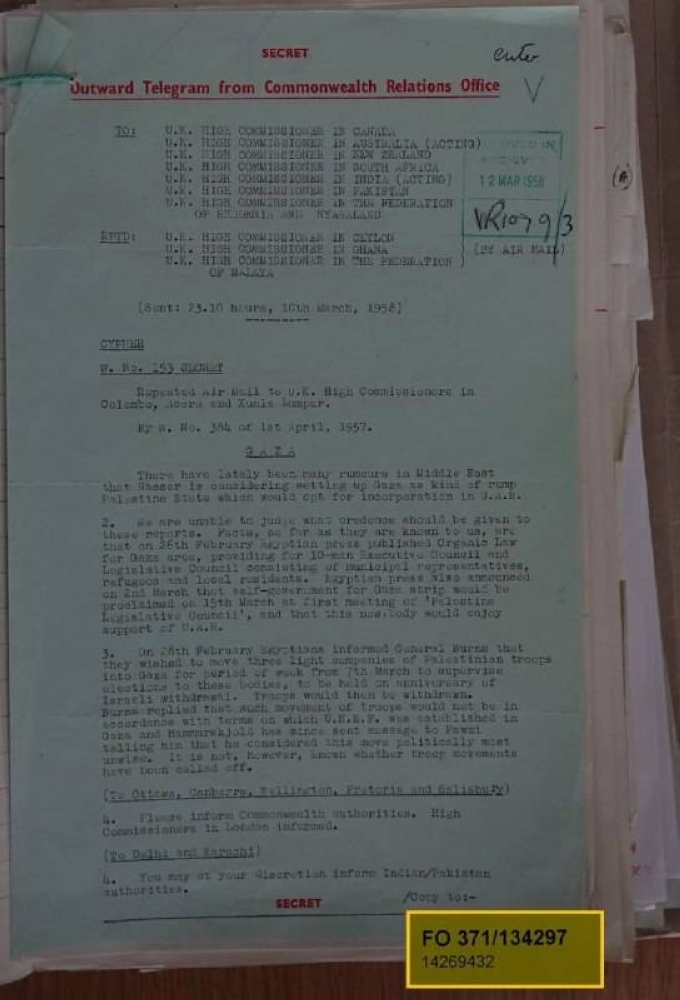 SECRET
enter
Outward Telegram from Commonwealth Relations Office
V
TO: U.K. HIGH COMMISSIONER IN CANADA
U.K. HIGH COMMISSIONER IN AUSTRALIA (ACTING)
U.K. HIGH COMMISSIONER IN NEW ZEALAND
U.K. HIGH COMMISSIONER IN SOUTH AFRICA
U.K. HIGH COMMISSIONER IN INDIA (ACTING)
U.K. HIGH COMMISSIONER IN PAKISTAN
U.K. HIGH COMMISSIONER IN THE FEDERATION
OF RHODESIA AND NYASALAND
12 MAR 1958
VR1079/3
(A)
RPTD: U.K. HIGH COMMISSIONER IN CEYLON
U.K. HIGH COMMISSIONER IN GHANA
U.K. HIGH COMMISSIONER IN THE FEDERATION
OF MALAYA
(BY AIR MAIL)
(Sent: 23.10 hours, 10th March, 1958)
CYPHER
W. No. 153 SECRET
Repeated Air Mail to U.K. High Commissioners in
Colombo, Accra and Kuala Lumpur.
My W. No. 384 of 1st April, 1957.
GAZA
There have lately been many rumours in Middle East
that Nasser is considering setting up Gaza as kind of rump
Palestine State which would opt for incorporation in U.A.R.
2. We are unable to judge what credence should be given to
these reports. Facts, so far as they are known to us, are
that on 26th February Egyptian press published Organic Law
for Gaza area, providing for 10-man Executive Council and
Legislative Council consisting of municipal representatives,
refugees and local residents. Egyptian press also announced
on 2nd March that self-government for Gaza strip would be
proclaimed on 15th March at first meeting of 'Palestine
Legislative Council', and that this new body would enjoy
support of U.A.R.
3. On 28th February Egyptians informed General Burns that
they wished to move three light companies of Palestinian troops
into Gaza for period of week from 7th March to supervise
elections to these bodies, to be held on anniversary of
Israeli withdrawal. Troops would then be withdrawn.
Burns replied that such movement of troops would not be in
accordance with terms on which U.N.E.F. was established in
Gaza and Hammarskjold has since sent message to Fawzi
telling him that he considered this move politically most
unwise. It is not, however, known whether troop movements
have been called off.
(To Ottawa, Canberra, Wellington, Pretoria and Salisbury)
4. Please inform Commonwealth authorities. High
Commissioners in London informed.
(To Delhi and Karachi)
4. You may at your discretion inform Indian/Pakistan
authorities.
SECRET
/Copy to:-
FO 371/134297
14269432